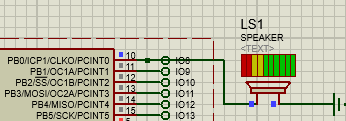 LS1
SPEAKER
<TEXT>
PB0/ICP1/CLKO/PCINT0 10 IO8
PB1/OC1A/PCINT1 11 IO9
PB2/SS/OC1B/PCINT2 12 IO10
PB3/MOSI/OC2A/PCINT3 13 IO11
PB4/MISO/PCINT4 14 IO12
PB5/SCK/PCINT5 15 IO13